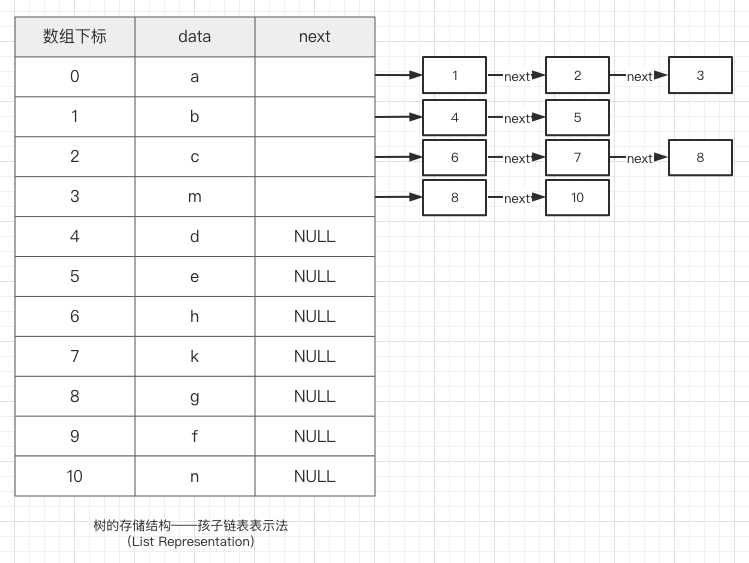 数组下标 data next
0 a 1 next 2 next 3
1 b 4 next 5
2 c 6 next 7 next 8
3 m 8 next 10
4 d NULL
5 e NULL
6 h NULL
7 k NULL
8 g NULL
9 f NULL
10 n NULL
树的存储结构——孩子链表表示法
(List Representation)